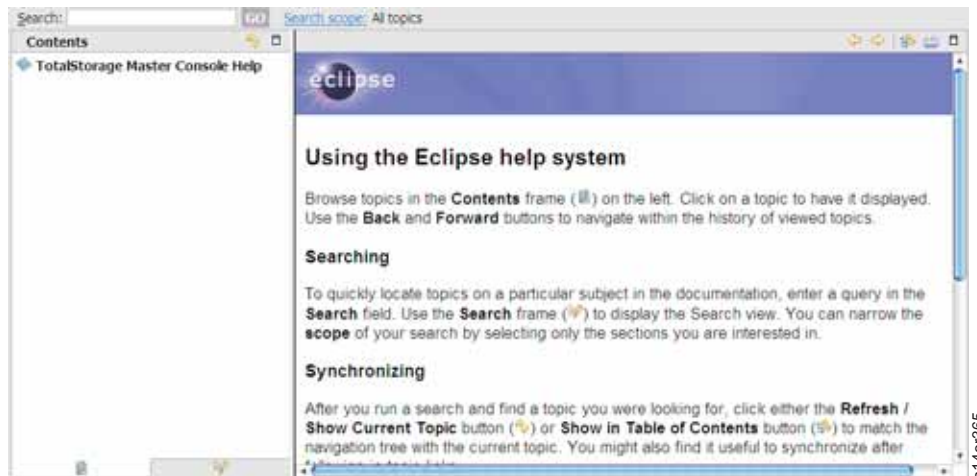 Search: GO Search scope: All topics
Contents
TotalStorage Master Console Help
eclipse
Using the Eclipse help system
Browse topics in the Contents frame ( ) on the left. Click on a topic to have it displayed.
Use the Back and Forward buttons to navigate within the history of viewed topics.
Searching
To quickly locate topics on a particular subject in the documentation, enter a query in the
Search field. Use the Search frame ( ) to display the Search view. You can narrow the
scope of your search by selecting only the sections you are interested in.
Synchronizing
After you run a search and find a topic you were looking for, click either the Refresh /
Show Current Topic button ( ) or Show in Table of Contents button ( ) to match the
navigation tree with the current topic. You might also find it useful to synchronize after